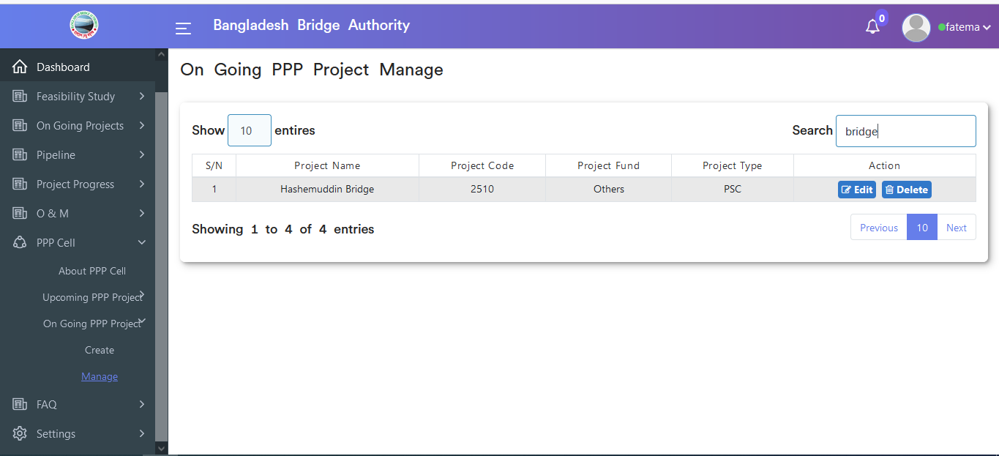 Bangladesh Bridge Authority
0
fatema
Dashboard
Feasibility Study
On Going Projects
Pipeline
Project Progress
O & M
PPP Cell
About PPP Cell
Upcoming PPP Project
On Going PPP Project
Create
Manage
FAQ
Settings
On Going PPP Project Manage
Show 10 entires
Search bridge
S/N Project Name Project Code Project Fund Project Type Action
1 Hashemuddin Bridge 2510 Others PSC Edit Delete
Showing 1 to 4 of 4 entries
Previous 10 Next